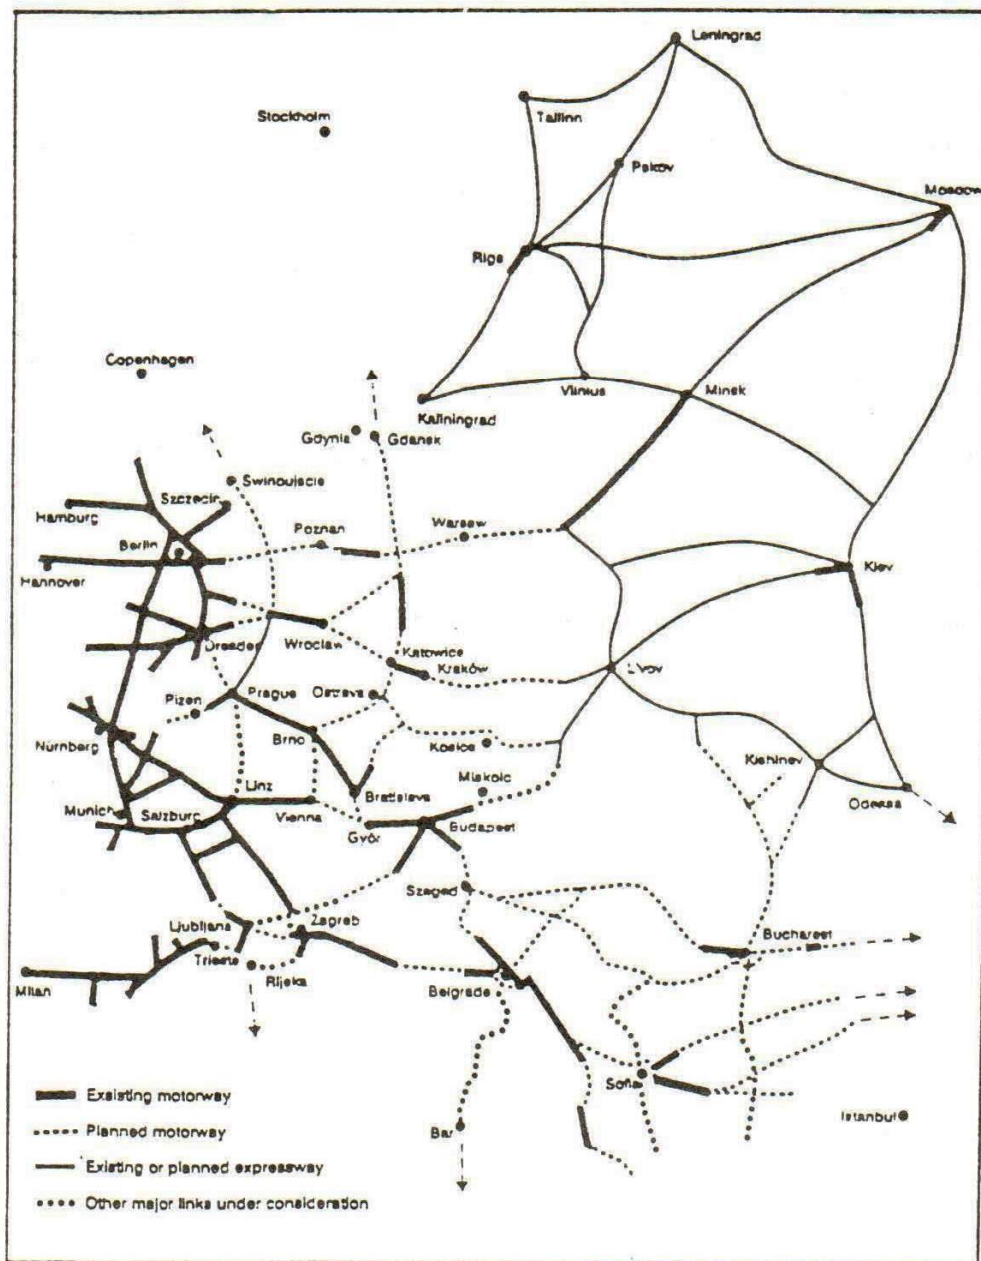 Leningrad
Tallinn
Stockholm
Pskov
Moscow
Riga
Copenhagen
Vilnius
Minsk
Kaliningrad
Gdynia
Gdansk
Swinoujscie
Szczecin
Hamburg
Poznan
Warsaw
Berlin
Hannover
Kiev
Dresden
Wroclaw
Katowice
Kraków
Lvov
Plzen
Prague
Ostrava
Nürnberg
Brno
Kosice
Kishinev
Linz
Miskolc
Munich
Salzburg
Vienna
Bratislava
Odessa
Györ
Budapest
Szeged
Ljubljana
Zagreb
Bucharest
Trieste
Rijeka
Milan
Belgrade
Sofia
Bar
Istanbul
Exsisting motorway
Planned motorway
Existing or planned expressway
Other major links under consideration